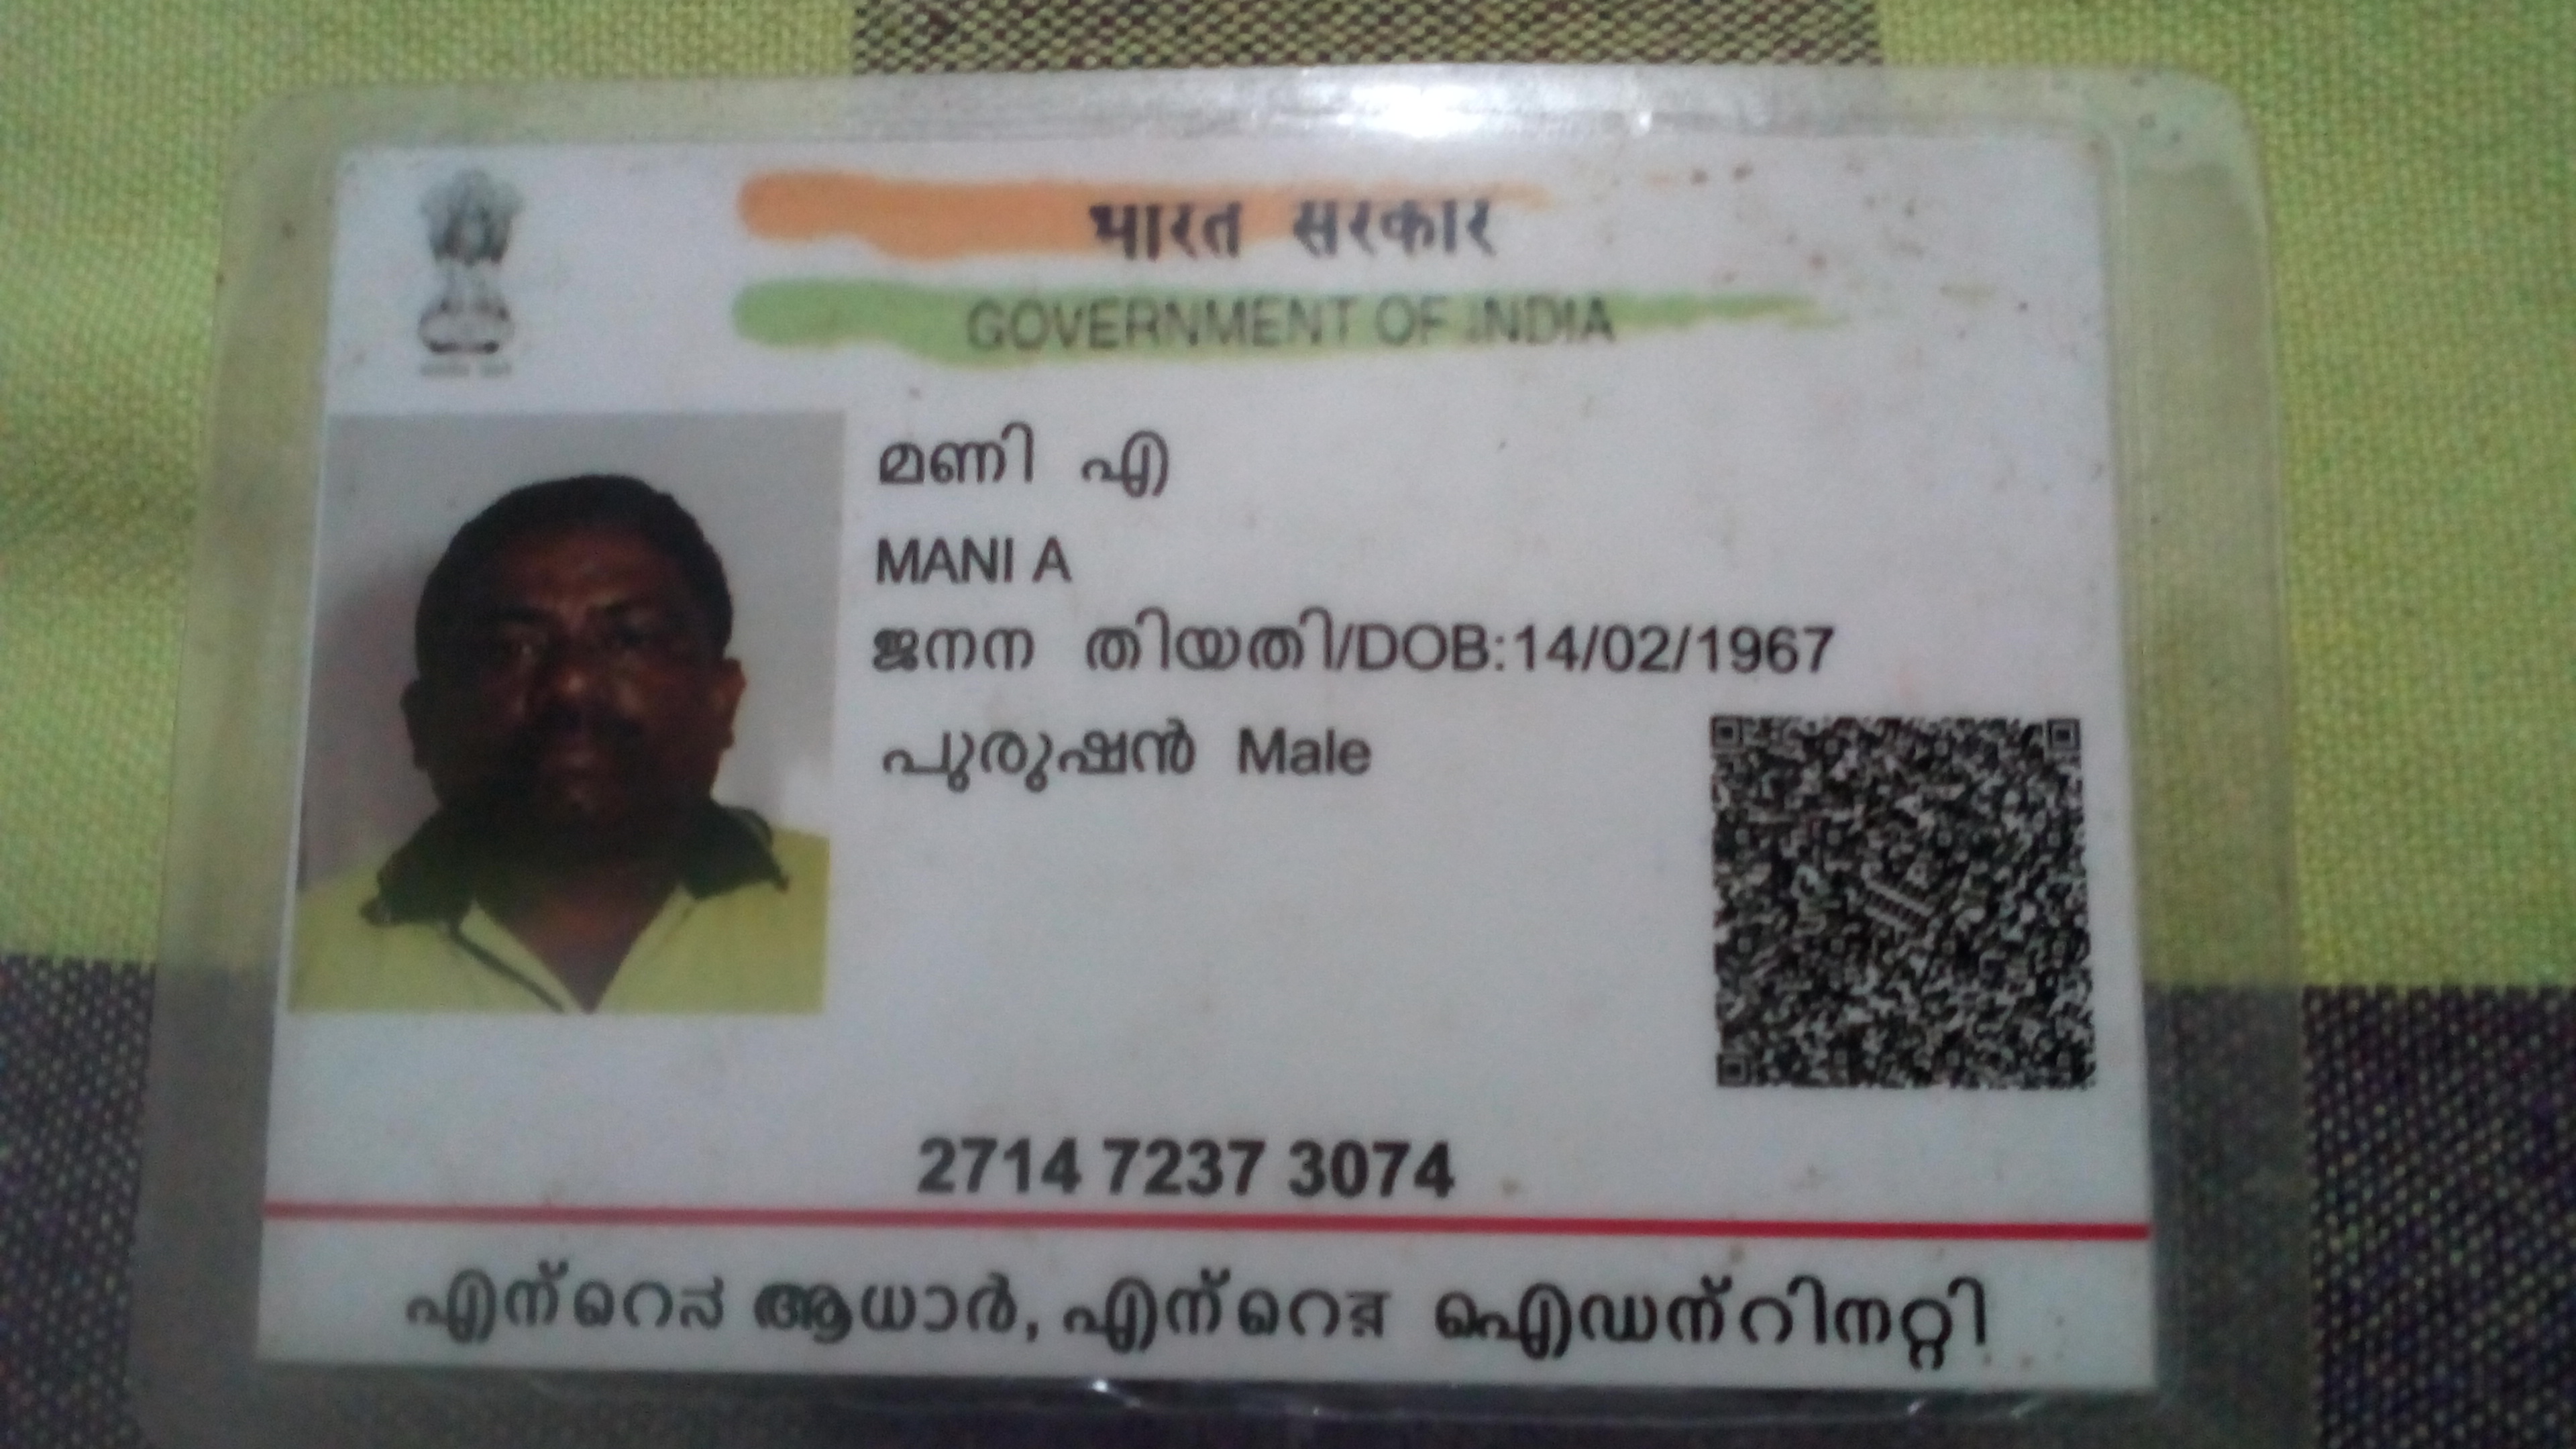 भारत सरकार
GOVERNMENT OF INDIA
മണി എ
MANI A
ജനന തിയതി/DOB:14/02/1967
പുരുഷൻ Male
2714 7237 3074
എന്റെ ആധാർ, എന്റെ ഐഡന്റിറ്റി